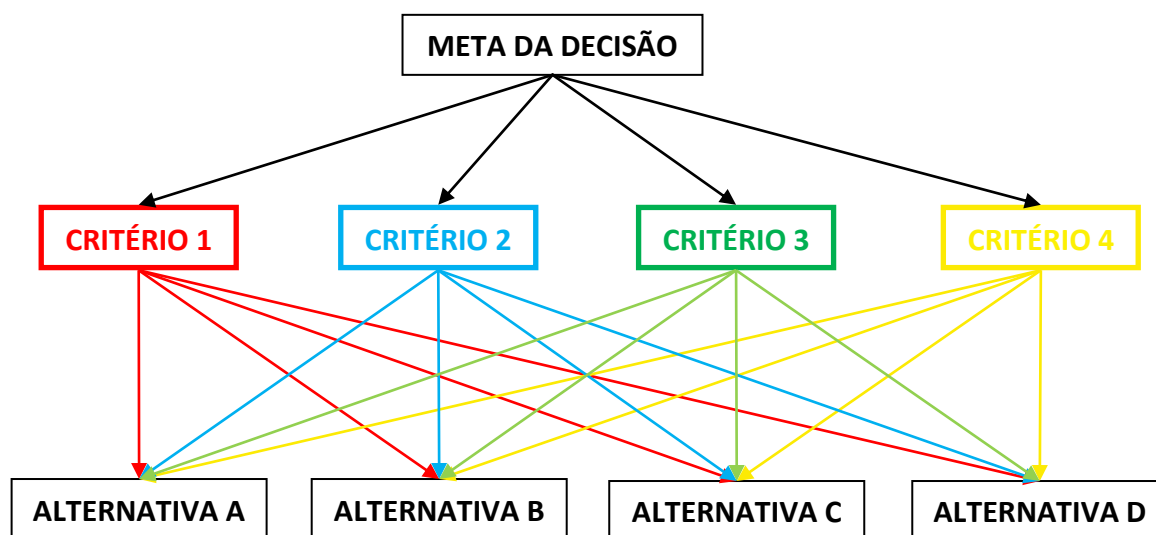 META DA DECISÃO
CRITÉRIO 1
CRITÉRIO 2
CRITÉRIO 3
CRITÉRIO 4
ALTERNATIVA A
ALTERNATIVA B
ALTERNATIVA C
ALTERNATIVA D